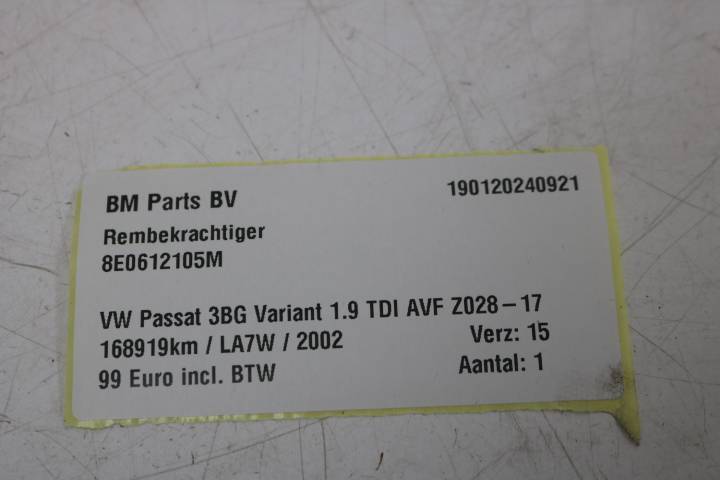 BM Parts BV 190120240921
Rembekrachtiger
8E0612105M
VW Passat 3BG Variant 1.9 TDI AVF Z028-17
168919km / LA7W / 2002 Verz: 15
99 Euro incl. BTW Aantal: 1